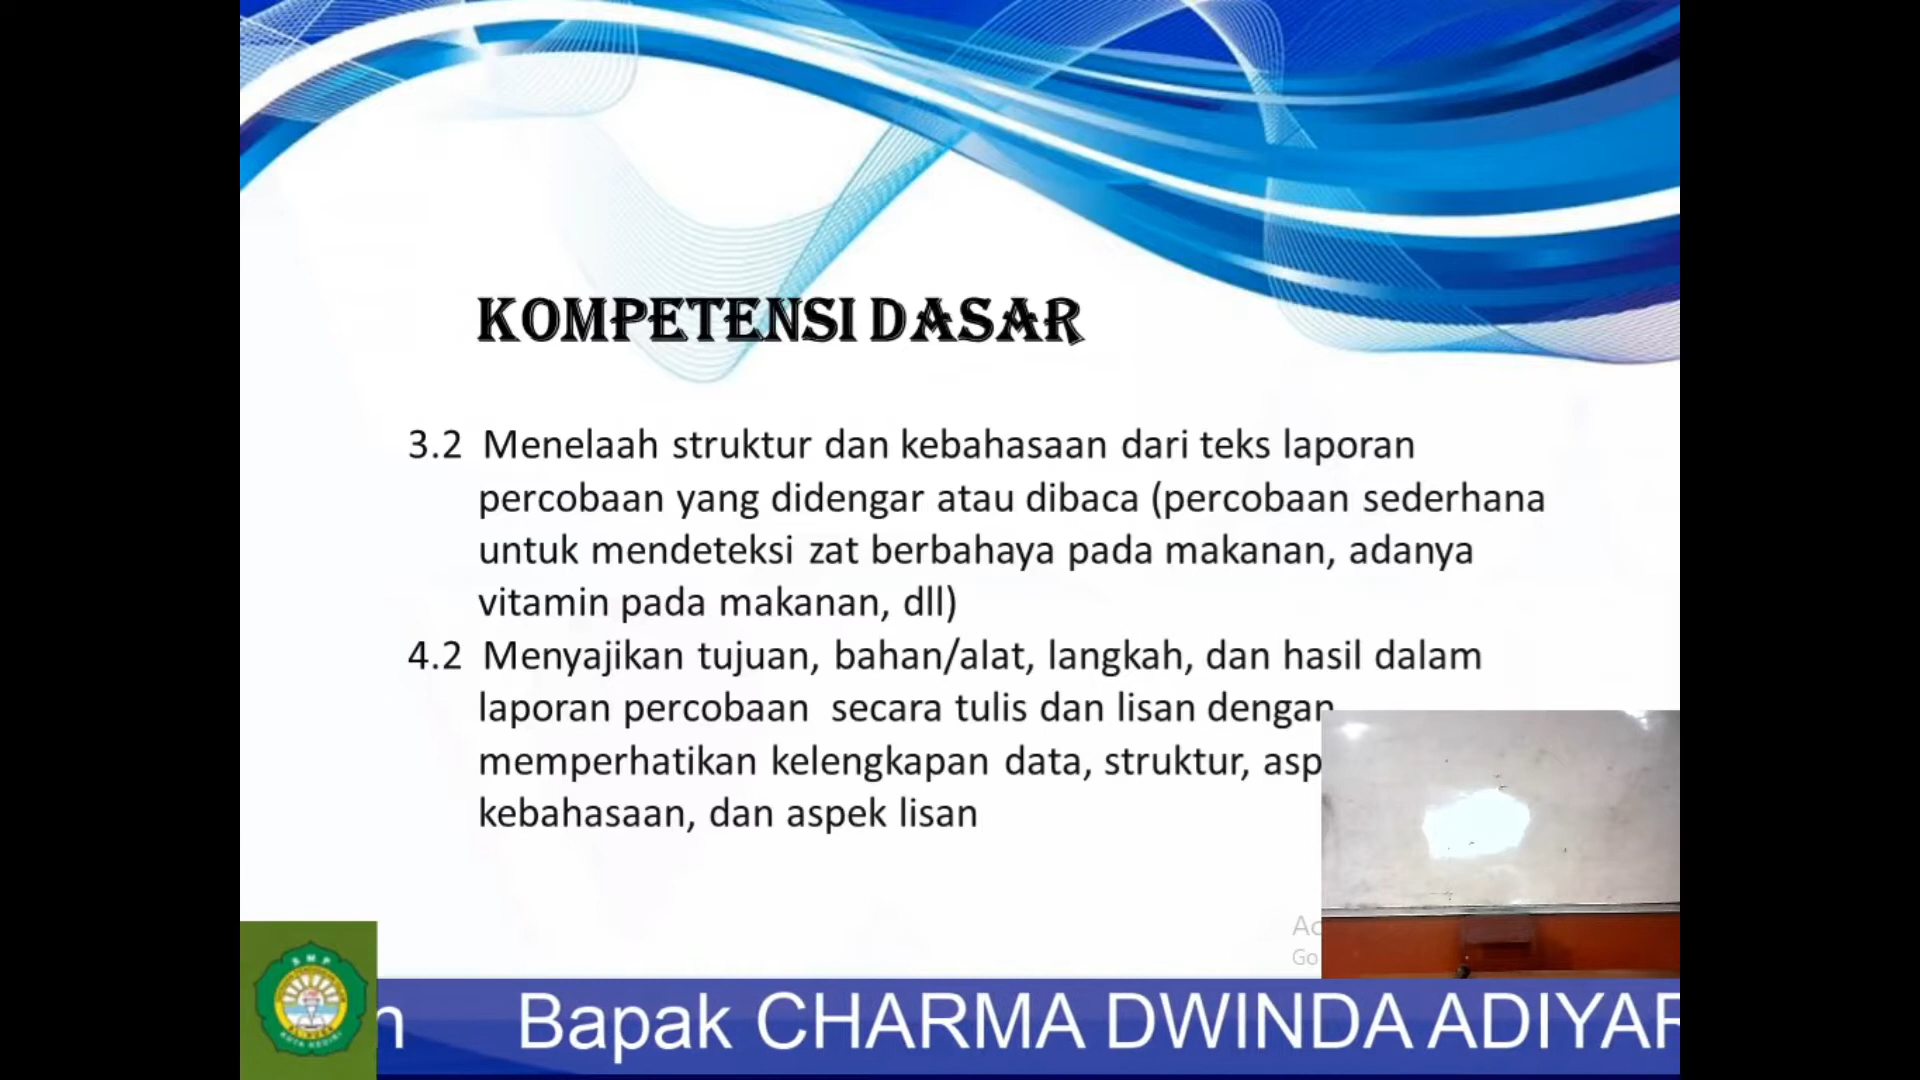 KOMPETENSI DASAR
3.2 Menelaah struktur dan kebahasaan dari teks laporan
percobaan yang didengar atau dibaca (percobaan sederhana
untuk mendeteksi zat berbahaya pada makanan, adanya
vitamin pada makanan, dll)
4.2 Menyajikan tujuan, bahan/alat, langkah, dan hasil dalam
laporan percobaan secara tulis dan lisan dengan
memperhatikan kelengkapan data, struktur, asp
kebahasaan, dan aspek lisan
Ac
Go
SMP
n Bapak CHARMA DWINDA ADIYAR